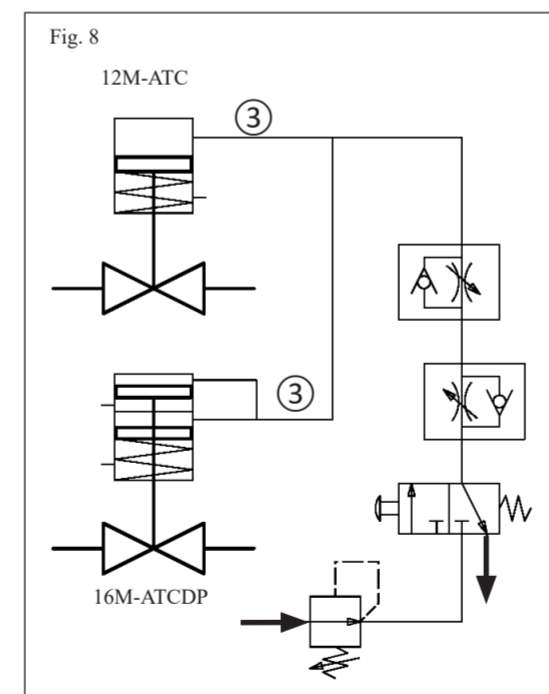 Fig. 8
12M-ATC
③
③
16M-ATCDP